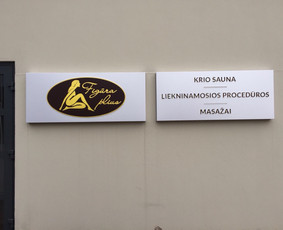 Figūra
plius
KRIO SAUNA
LIEKNINAMOSIOS PROCEDŪROS
MASAŽAI